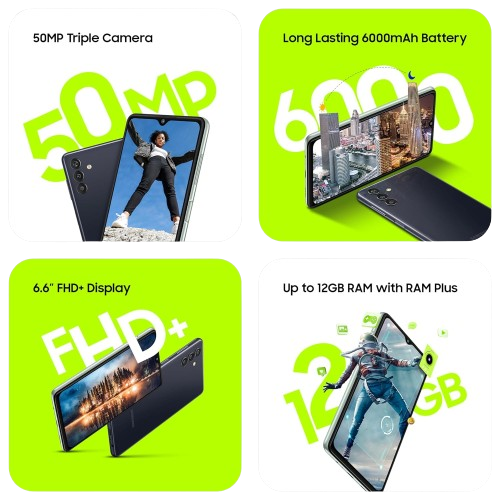 50MP Triple Camera
50MP
Long Lasting 6000mAh Battery
6000
6.6" FHD+ Display
FHD+
Up to 12GB RAM with RAM Plus
12GB